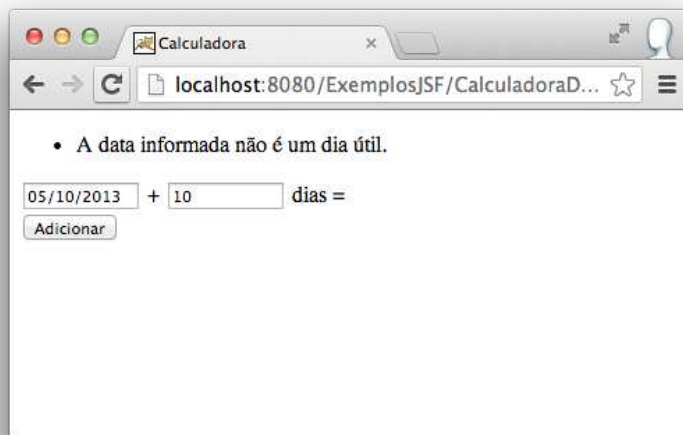 Calculadora
localhost:8080/ExemplosJSF/CalculadoraD...
• A data informada não é um dia útil.
05/10/2013 + 10 dias =
Adicionar